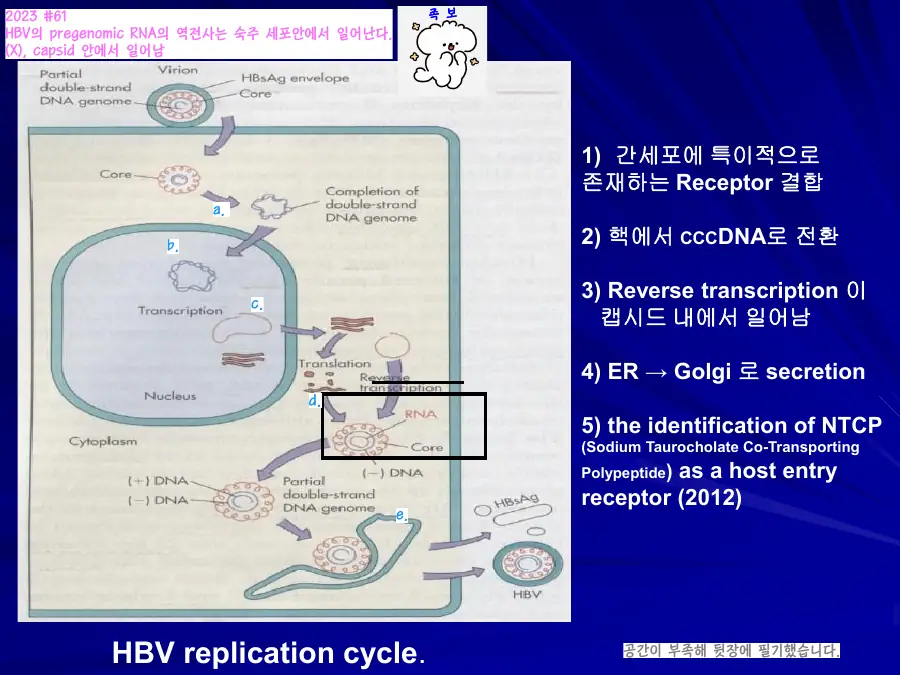 2023 #61
HBV의 pregenomic RNA의 역전사는 숙주 세포안에서 일어난다.
(X), capsid 안에서 일어남
족보
Partial
double-strand
DNA genome
Virion
HBsAg envelope
Core
Core
a.
Completion of
double-strand
DNA genome
b.
Transcription
c.
Translation
Reverse
transcription
Nucleus
d.
RNA
Core
Cytoplasm
(−) DNA
(+) DNA
(−) DNA
Partial
double-strand
DNA genome
e.
HBsAg
HBV
1) 간세포에 특이적으로
존재하는 Receptor 결합
2) 핵에서 cccDNA로 전환
3) Reverse transcription 이
캡시드 내에서 일어남
4) ER → Golgi 로 secretion
5) the identification of NTCP
(Sodium Taurocholate Co-Transporting
Polypeptide) as a host entry
receptor (2012)
HBV replication cycle.
공간이 부족해 뒷장에 필기했습니다.